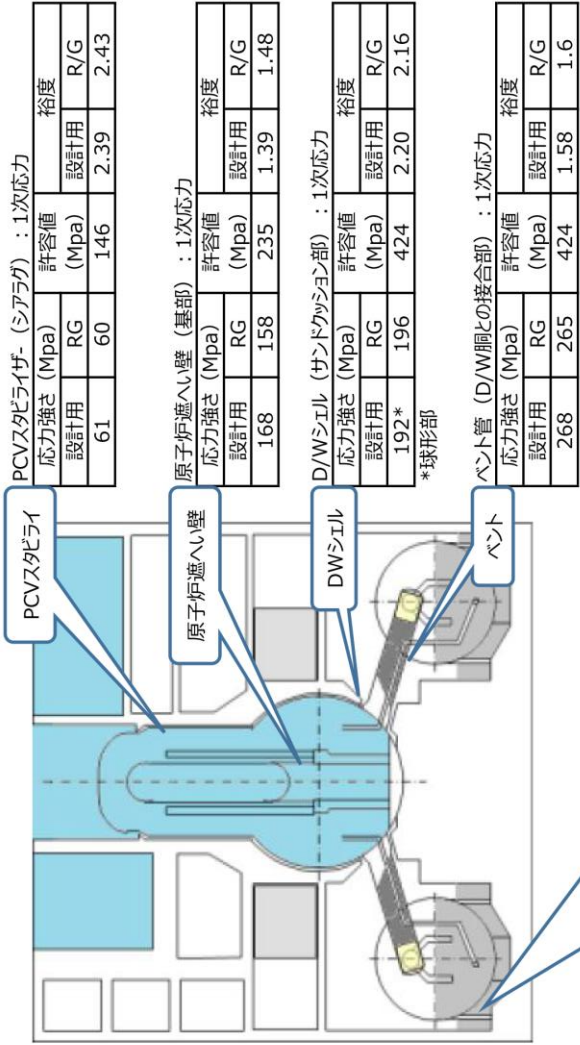 PCVスタビライ
原子炉遮へい壁
DWシェル
ベント
PCVスタビライザー（シアラグ）：1次応力
応力強さ（Mpa） 許容値 裕度
設計用 RG （Mpa） 設計用 R/G
61 60 146 2.39 2.43
原子炉遮へい壁（基部）：1次応力
応力強さ（Mpa） 許容値 裕度
設計用 RG （Mpa） 設計用 R/G
168 158 235 1.39 1.48
D/Wシェル（サンドクッション部）：1次応力
応力強さ（Mpa） 許容値 裕度
設計用 RG （Mpa） 設計用 R/G
192* 196 424 2.20 2.16
*球形部
ベント管（D/W胴との接合部）：1次応力
応力強さ（Mpa） 許容値 裕度
設計用 RG （Mpa） 設計用 R/G
268 265 424 1.58 1.6